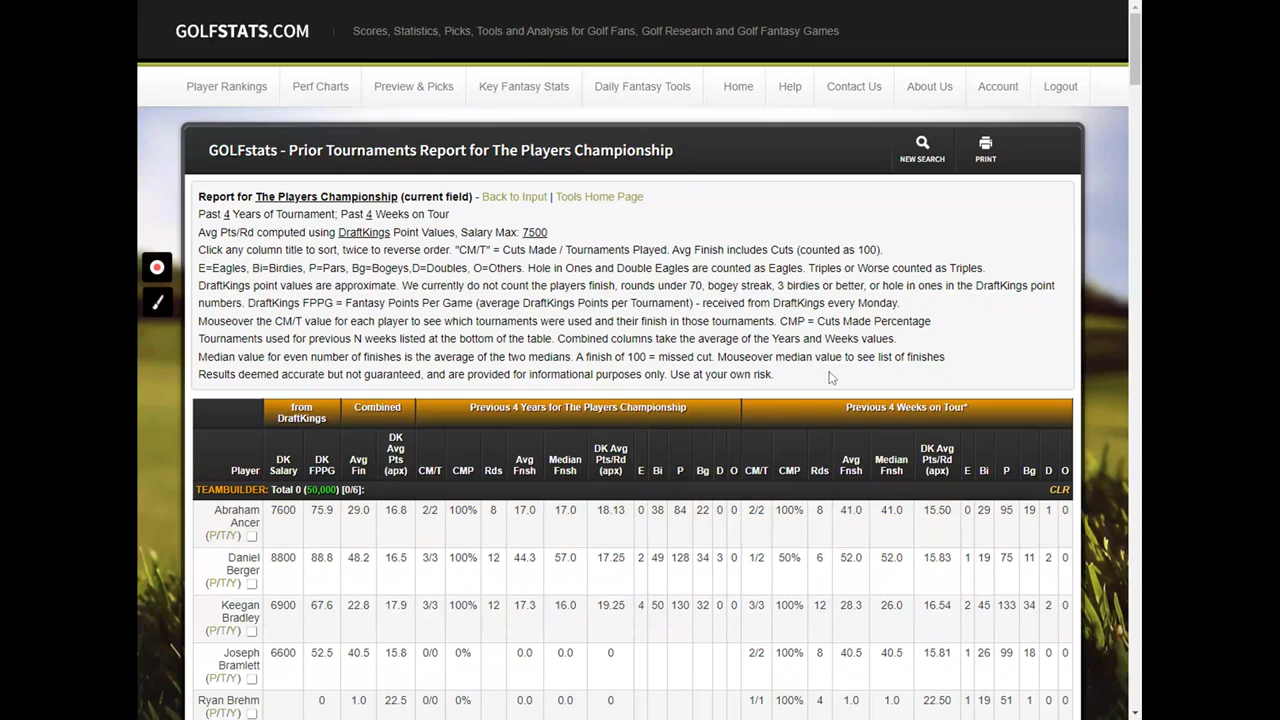 GOLFSTATS.COM
Scores, Statistics, Picks, Tools and Analysis for Golf Fans, Golf Research and Golf Fantasy Games
Player Rankings Perf Charts Preview & Picks Key Fantasy Stats Daily Fantasy Tools Home Help Contact Us About Us Account Logout
GOLFstats - Prior Tournaments Report for The Players Championship
NEW SEARCH PRINT
Report for The Players Championship (current field) - Back to Input | Tools Home Page
Past 4 Years of Tournament; Past 4 Weeks on Tour
Avg Pts/Rd computed using DraftKings Point Values, Salary Max: 7500
Click any column title to sort, twice to reverse order. "CM/T" = Cuts Made / Tournaments Played. Avg Finish includes Cuts (counted as 100).
E=Eagles, Bi=Birdies, P=Pars, Bg=Bogeys,D=Doubles, O=Others. Hole in Ones and Double Eagles are counted as Eagles. Triples or Worse counted as Triples.
DraftKings point values are approximate. We currently do not count the players finish, rounds under 70, bogey streak, 3 birdies or better, or hole in ones in the DraftKings point
numbers. DraftKings FPPG = Fantasy Points Per Game (average DraftKings Points per Tournament) - received from DraftKings every Monday.
Mouseover the CM/T value for each player to see which tournaments were used and their finish in those tournaments. CMP = Cuts Made Percentage
Tournaments used for previous N weeks listed at the bottom of the table. Combined columns take the average of the Years and Weeks values.
Median value for even number of finishes is the average of the two medians. A finish of 100 = missed cut. Mouseover median value to see list of finishes
Results deemed accurate but not guaranteed, and are provided for informational purposes only. Use at your own risk.
from DraftKings Combined Previous 4 Years for The Players Championship Previous 4 Weeks on Tour*
Player DK Salary DK FPPG Avg Fin DK Avg Pts (apx) CM/T CMP Rds Avg Fnsh Median Fnsh DK Avg Pts/Rd (apx) E Bi P Bg D O CM/T CMP Rds Avg Fnsh Median Fnsh DK Avg Pts/Rd (apx) E Bi P Bg D O
TEAMBUILDER: Total 0 (50,000) [0/6]: CLR
Abraham Ancer (P/T/Y) 7600 75.9 29.0 16.8 2/2 100% 8 17.0 17.0 18.13 0 38 84 22 0 0 2/2 100% 8 41.0 41.0 15.50 0 29 95 19 1 0
Daniel Berger (P/T/Y) 8800 88.8 48.2 16.5 3/3 100% 12 44.3 57.0 17.25 2 49 128 34 3 0 1/2 50% 6 52.0 52.0 15.83 1 19 75 11 2 0
Keegan Bradley (P/T/Y) 6900 67.6 22.8 17.9 3/3 100% 12 17.3 16.0 19.25 4 50 130 32 0 0 3/3 100% 12 28.3 26.0 16.54 2 45 133 34 2 0
Joseph Bramlett (P/T/Y) 6600 52.5 40.5 15.8 0/0 0% 0.0 0.0 0 2/2 100% 8 40.5 40.5 15.81 1 26 99 18 0 0
Ryan Brehm (P/T/Y) 0 1.0 22.5 0/0 0% 0.0 0.0 0 1/1 100% 4 1.0 1.0 22.50 1 19 51 1 0 0